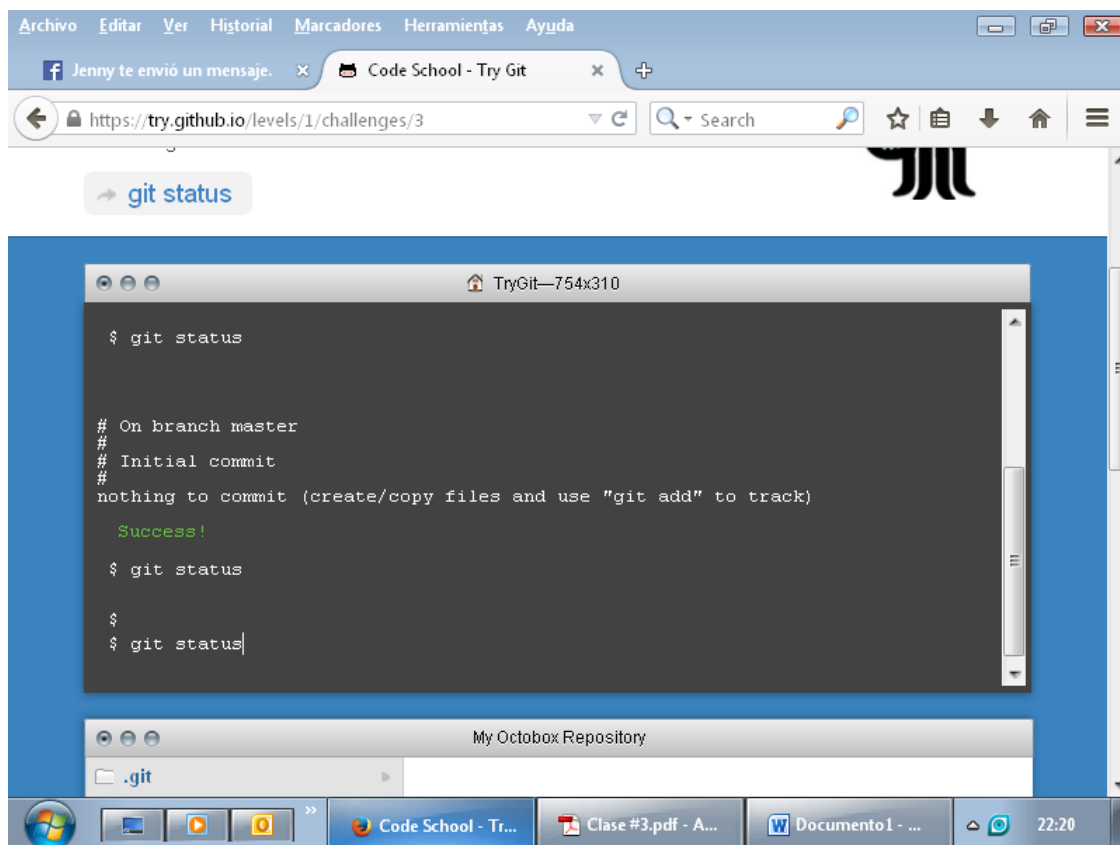 Archivo Editar Ver Historial Marcadores Herramientas Ayuda
Jenny te envió un mensaje.
Code School - Try Git
https://try.github.io/levels/1/challenges/3
Search
git
git status
TryGit—754x310
$ git status
# On branch master
#
# Initial commit
#
nothing to commit (create/copy files and use "git add" to track)
Success!
$ git status
$
$ git status
My Octobox Repository
.git
Code School - Tr...
Clase #3.pdf - A...
Documento1 - ...
22:20